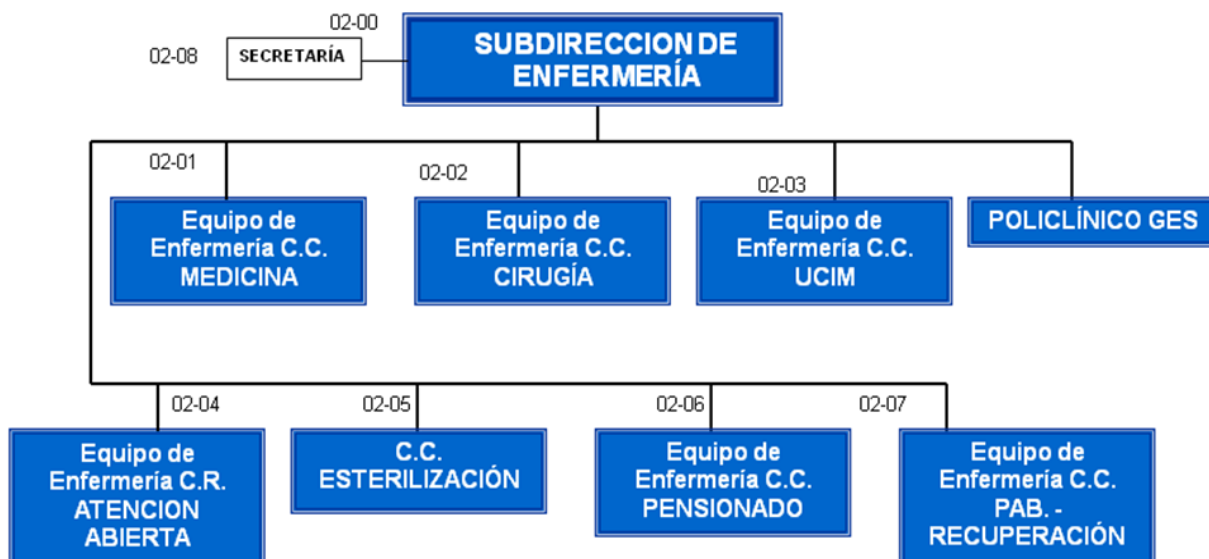 02-00
SUBDIRECCION DE
ENFERMERÍA
02-08
SECRETARÍA
02-01
Equipo de
Enfermería C.C.
MEDICINA
02-02
Equipo de
Enfermería C.C.
CIRUGÍA
02-03
Equipo de
Enfermería C.C.
UCIM
POLICLÍNICO GES
02-04
Equipo de
Enfermería C.R.
ATENCION
ABIERTA
02-05
C.C.
ESTERILIZACIÓN
02-06
Equipo de
Enfermería C.C.
PENSIONADO
02-07
Equipo de
Enfermería C.C.
PAB. -
RECUPERACIÓN